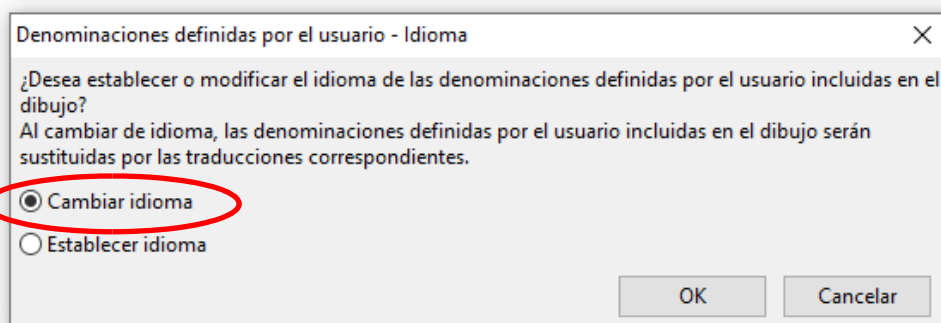 Denominaciones definidas por el usuario - Idioma
¿Desea establecer o modificar el idioma de las denominaciones definidas por el usuario incluidas en el
dibujo?
Al cambiar de idioma, las denominaciones definidas por el usuario incluidas en el dibujo serán
sustituidas por las traducciones correspondientes.
Cambiar idioma
Establecer idioma
OK Cancelar